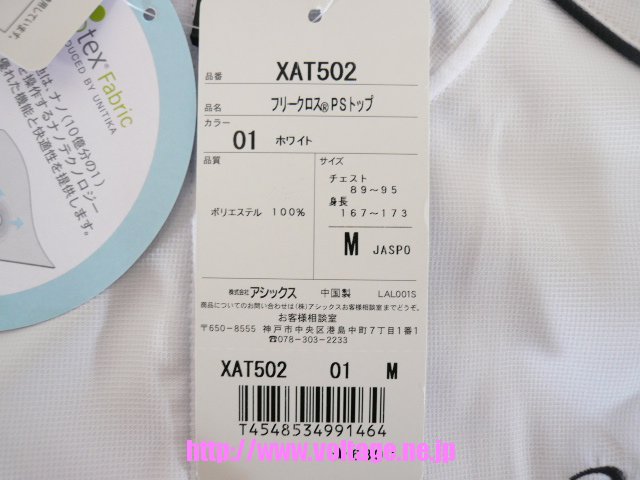 用しています
otex® Fabric
DUCED BY UNITIKA
は、ナノ(10億分の1)
操作するナノテクノロジー
優れた機能と快適性を提供します。
品番 XAT502
品名 フリークロス®PSトップ
カラー
01 ホワイト
品質
ポリエステル 100%
サイズ
チェスト
89～95
身長
167～173
M JASPO
株式会社アシックス 中国製 LAL001S
商品についてのお問い合わせは(株)アシックスお客様相談室までどうぞ。
お客様相談室
〒650-8555 神戸市中央区港島中町7丁目1番1
☎078-303-2233
XAT502 01 M
T4548534991464
http://www.voltage.ne.jp